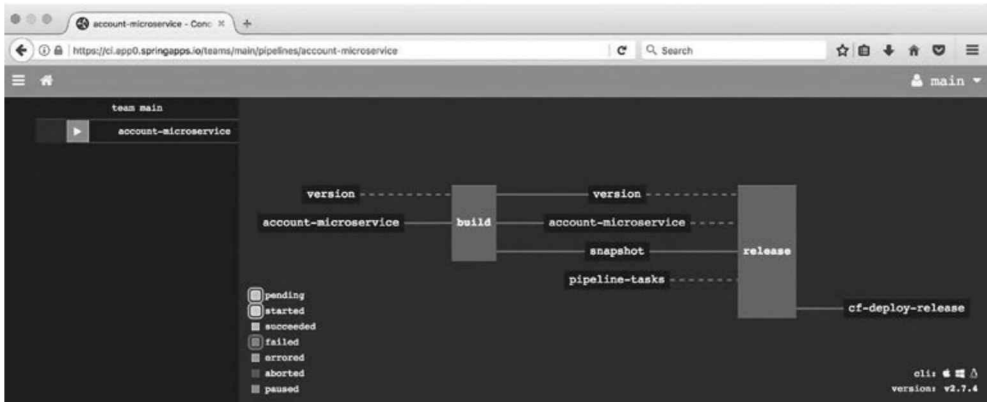 account-microservice - Conc
https://ci.app0.springapps.io/teams/main/pipelines/account-microservice
Search
main
team main
account-microservice
version
version
account-microservice
build
account-microservice
snapshot
release
pipeline-tasks
cf-deploy-release
pending
started
succeeded
failed
errored
aborted
paused
cli:
version: v2.7.4